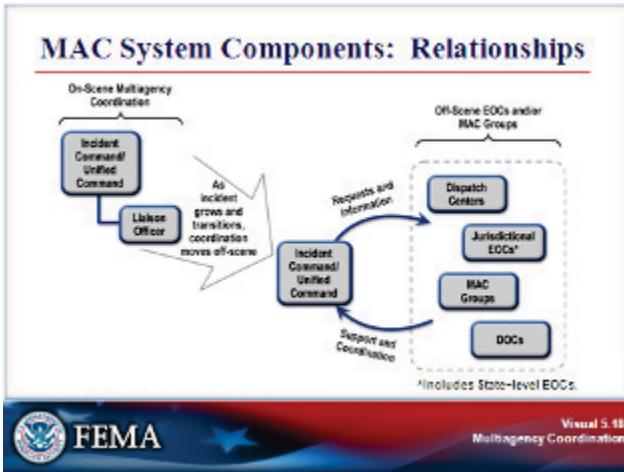 MAC System Components: Relationships
On-Scene Multiagency
Coordination
Incident
Command/
Unified
Command
Liaison
Officer
As
incident
grows and
transitions,
coordination
moves off-scene
Incident
Command/
Unified
Command
Requests and
Information
Support and
Coordination
Off-Scene EOCs and/or
MAC Groups
Dispatch
Centers
Jurisdictional
EOCs*
MAC
Groups
DOCs
*Includes State-level EOCs.
FEMA
Visual 5.18
Multiagency Coordination